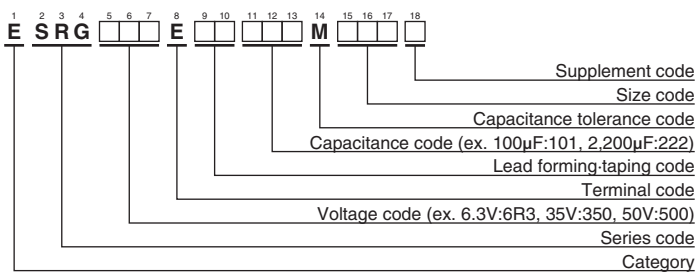 1 2 3 4 5 6 7 8 9 10 11 12 13 14 15 16 17 18
E SRG E M
Supplement code
Size code
Capacitance tolerance code
Capacitance code (ex. 100μF:101, 2,200μF:222)
Lead forming·taping code
Terminal code
Voltage code (ex. 6.3V:6R3, 35V:350, 50V:500)
Series code
Category